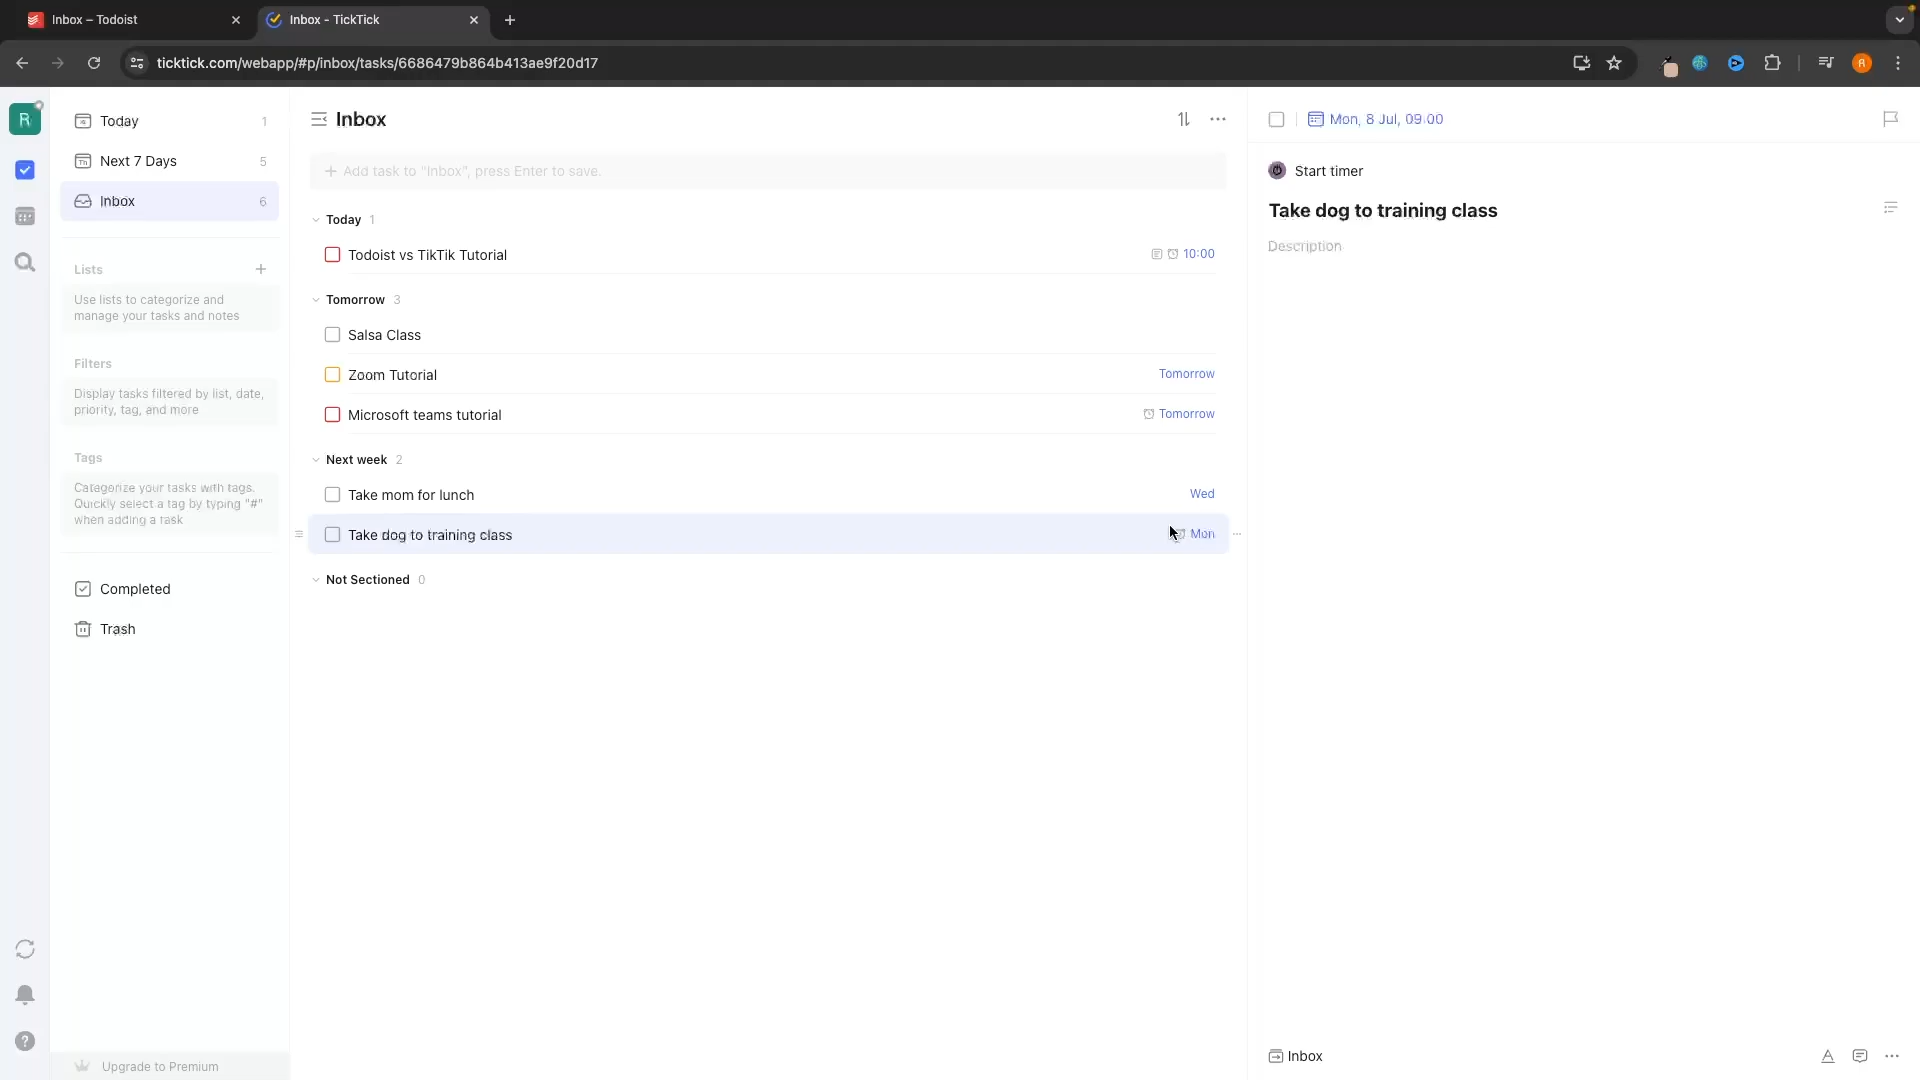 Inbox – Todoist
Inbox - TickTick
ticktick.com/webapp/#p/inbox/tasks/6686479b864b413ae9f20d17
R
R
Today 1
Next 7 Days 5
Inbox 6
Lists
Use lists to categorize and
manage your tasks and notes
Filters
Display tasks filtered by list, date,
priority, tag, and more
Tags
Categorize your tasks with tags.
Quickly select a tag by typing "#"
when adding a task
Completed
Trash
Upgrade to Premium
Inbox
Add task to "Inbox", press Enter to save.
Today 1
Todoist vs TikTik Tutorial 10:00
Tomorrow 3
Salsa Class
Zoom Tutorial Tomorrow
Microsoft teams tutorial Tomorrow
Next week 2
Take mom for lunch Wed
Take dog to training class Mon
Not Sectioned 0
Mon, 8 Jul, 09:00
Start timer
Take dog to training class
Description
Inbox